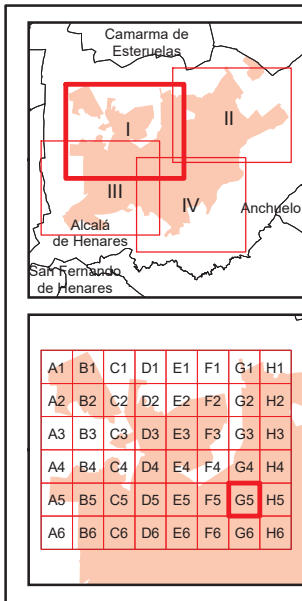 Camarma de
Esteruelas
I
II
III
IV
Alcalá
de Henares
Anchuelo
San Fernando
de Henares
A1 B1 C1 D1 E1 F1 G1 H1
A2 B2 C2 D2 E2 F2 G2 H2
A3 B3 C3 D3 E3 F3 G3 H3
A4 B4 C4 D4 E4 F4 G4 H4
A5 B5 C5 D5 E5 F5 G5 H5
A6 B6 C6 D6 E6 F6 G6 H6